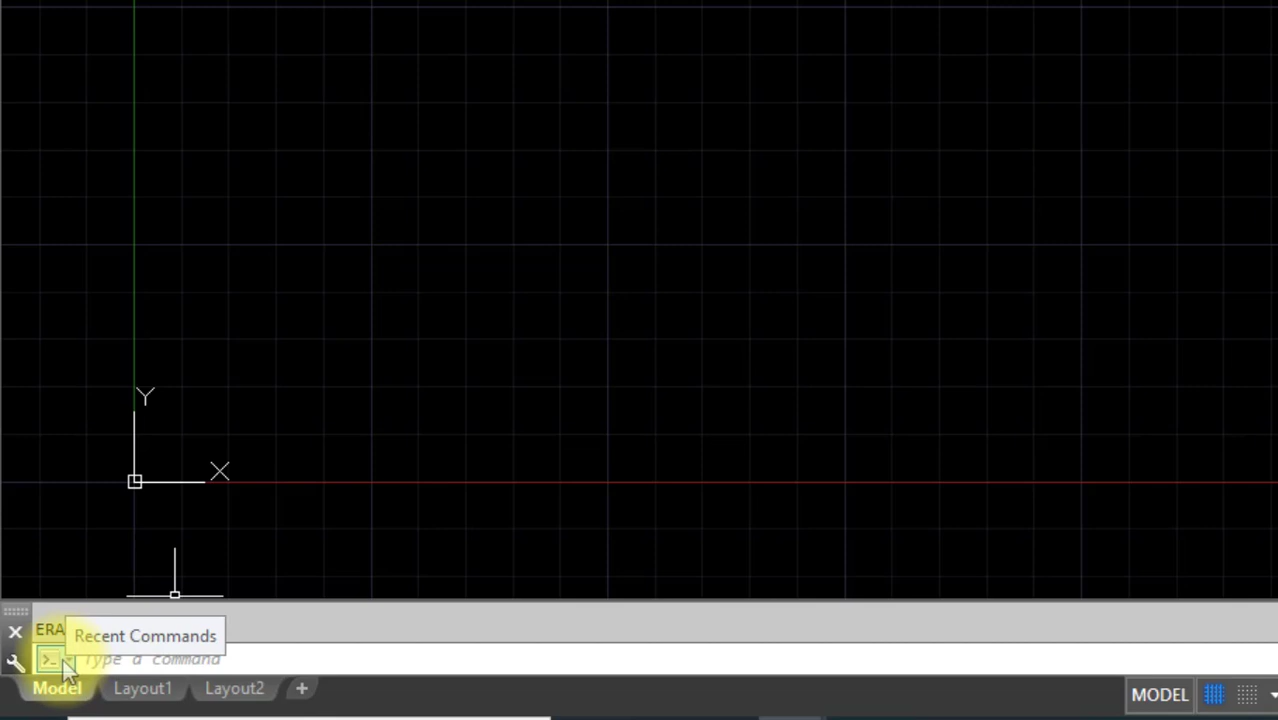 Y
X
ERA
Recent Commands
Type a command
Model
Layout1
Layout2
+
MODEL